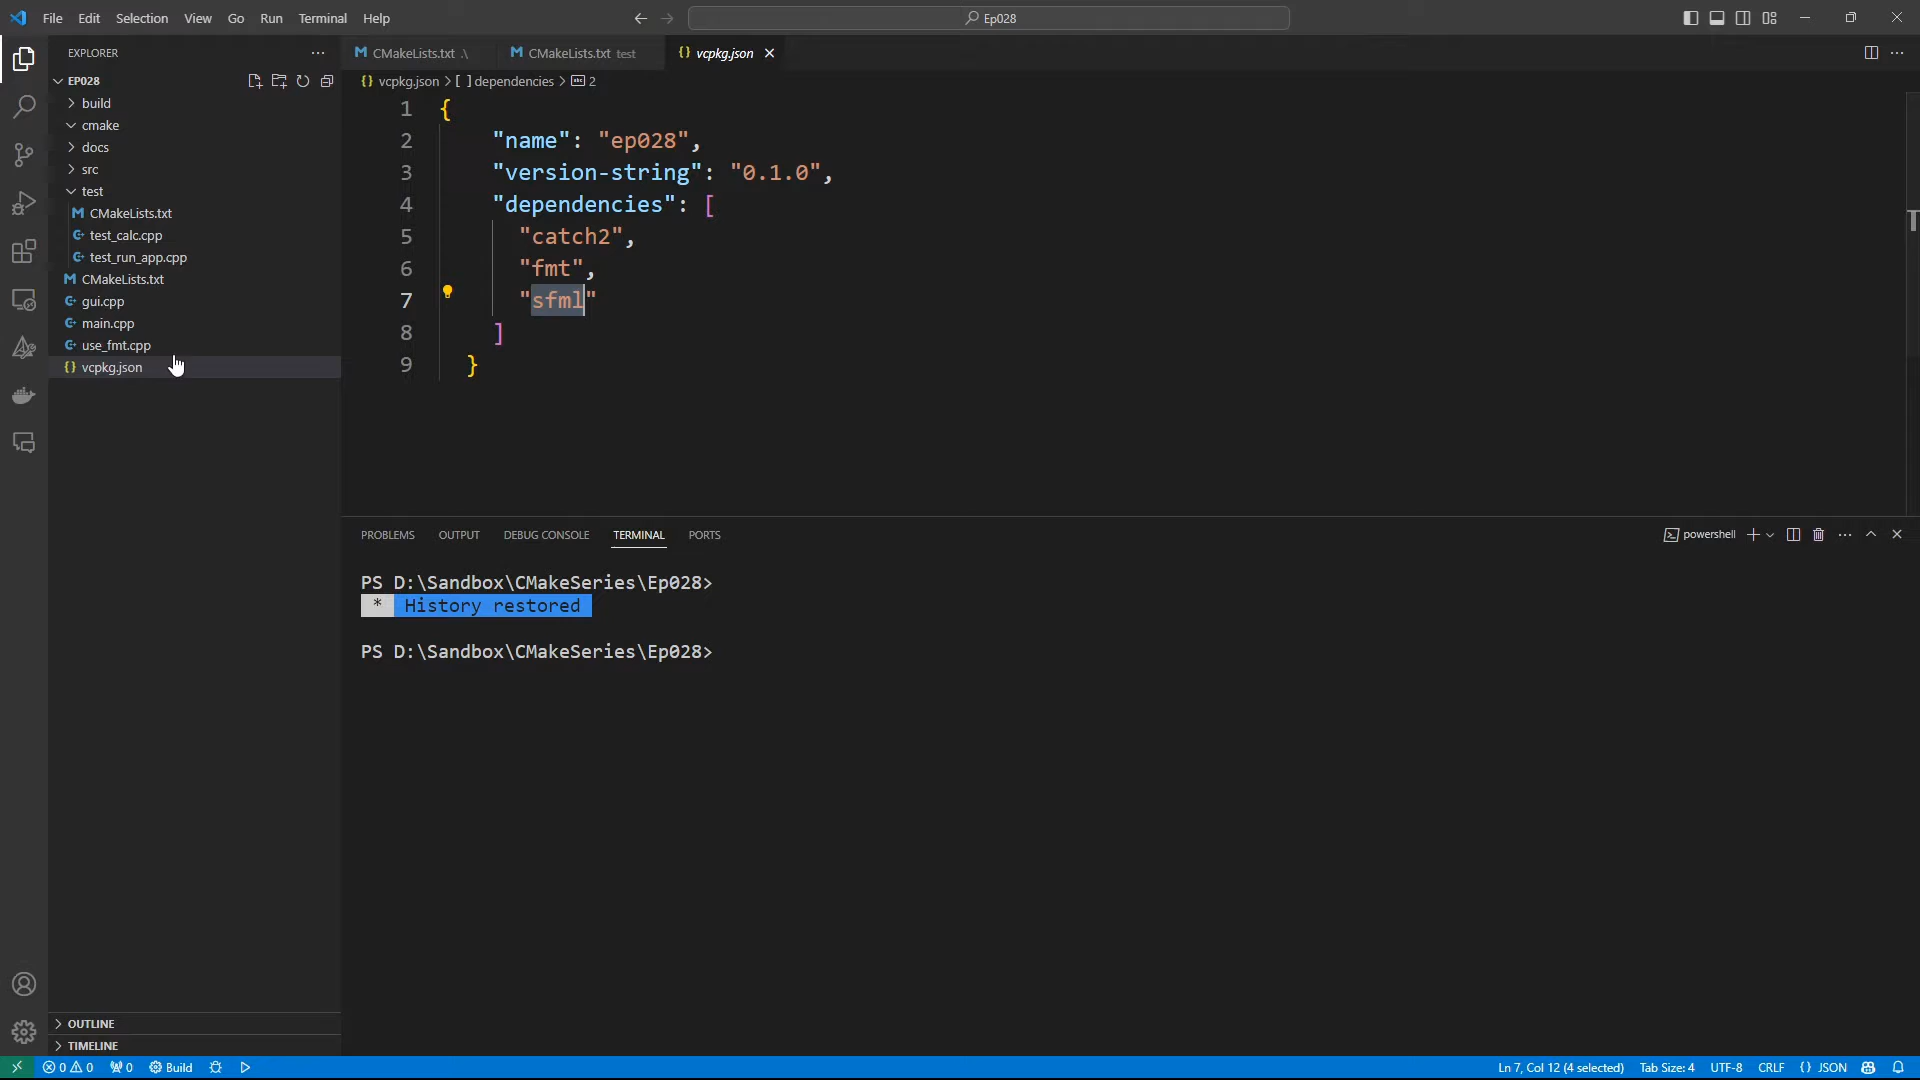 File Edit Selection View Go Run Terminal Help
Ep028
EXPLORER
EP028
build
cmake
docs
src
test
CMakeLists.txt
test_calc.cpp
test_run_app.cpp
CMakeLists.txt
gui.cpp
main.cpp
use_fmt.cpp
vcpkg.json
OUTLINE
TIMELINE
CMakeLists.txt .\ CMakeLists.txt test {} vcpkg.json
{} vcpkg.json > [ ] dependencies > abc 2
1 {
2 "name": "ep028",
3 "version-string": "0.1.0",
4 "dependencies": [
5 "catch2",
6 "fmt",
7 "sfml"
8 ]
9 }
PROBLEMS OUTPUT DEBUG CONSOLE TERMINAL PORTS
powershell
PS D:\Sandbox\CMakeSeries\Ep028>
* History restored
PS D:\Sandbox\CMakeSeries\Ep028>
0 0 0 Build
Ln 7, Col 12 (4 selected) Tab Size: 4 UTF-8 CRLF {} JSON